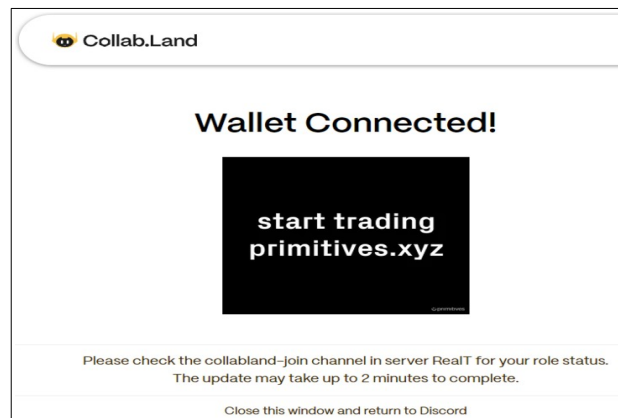 Collab.Land
Wallet Connected!
start trading
primitives.xyz
primitives
Please check the collabland-join channel in server RealT for your role status.
The update may take up to 2 minutes to complete.
Close this window and return to Discord